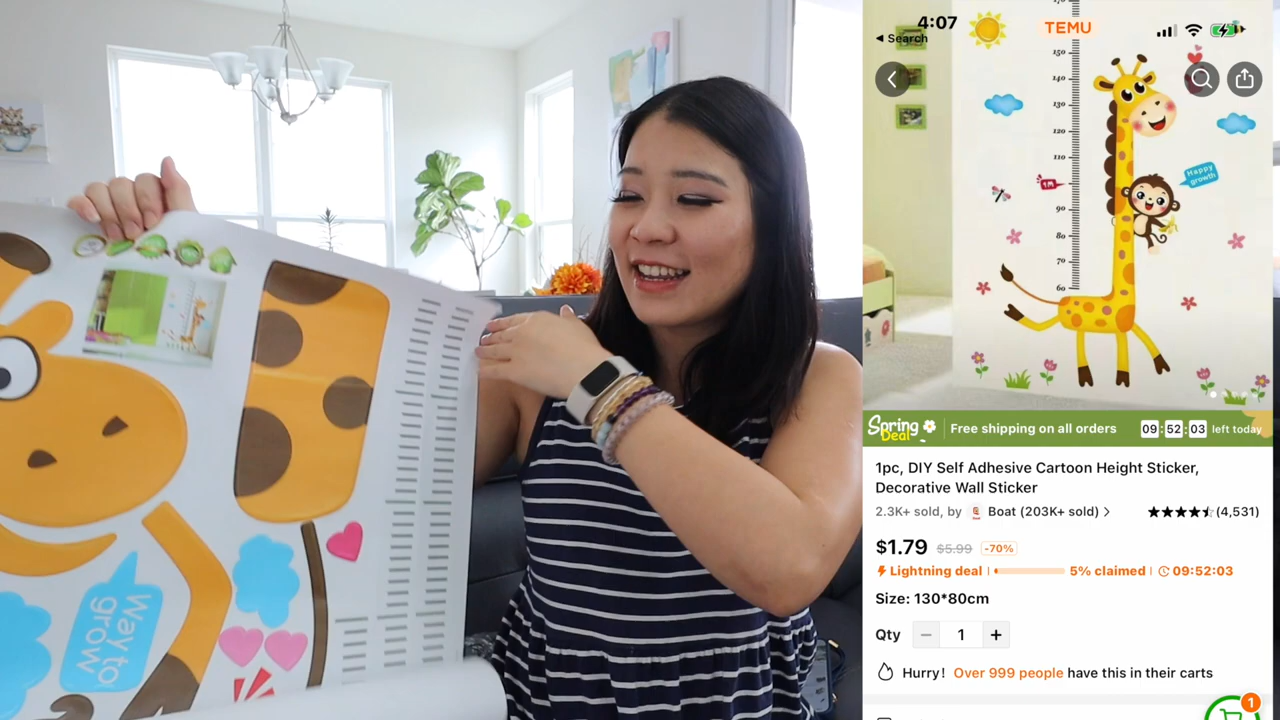 Way to
grow
4:07
TEMU
Search
150
140
130
120
110
1m
90
80
70
60
Happy
growth
Spring
Deal
Free shipping on all orders
09:52:03 left today
1pc, DIY Self Adhesive Cartoon Height Sticker,
Decorative Wall Sticker
2.3K+ sold, by Boat (203K+ sold)
(4,531)
$1.79 $5.99 -70%
Lightning deal 5% claimed 09:52:03
Size: 130*80cm
Qty − 1 +
Hurry! Over 999 people have this in their carts
1